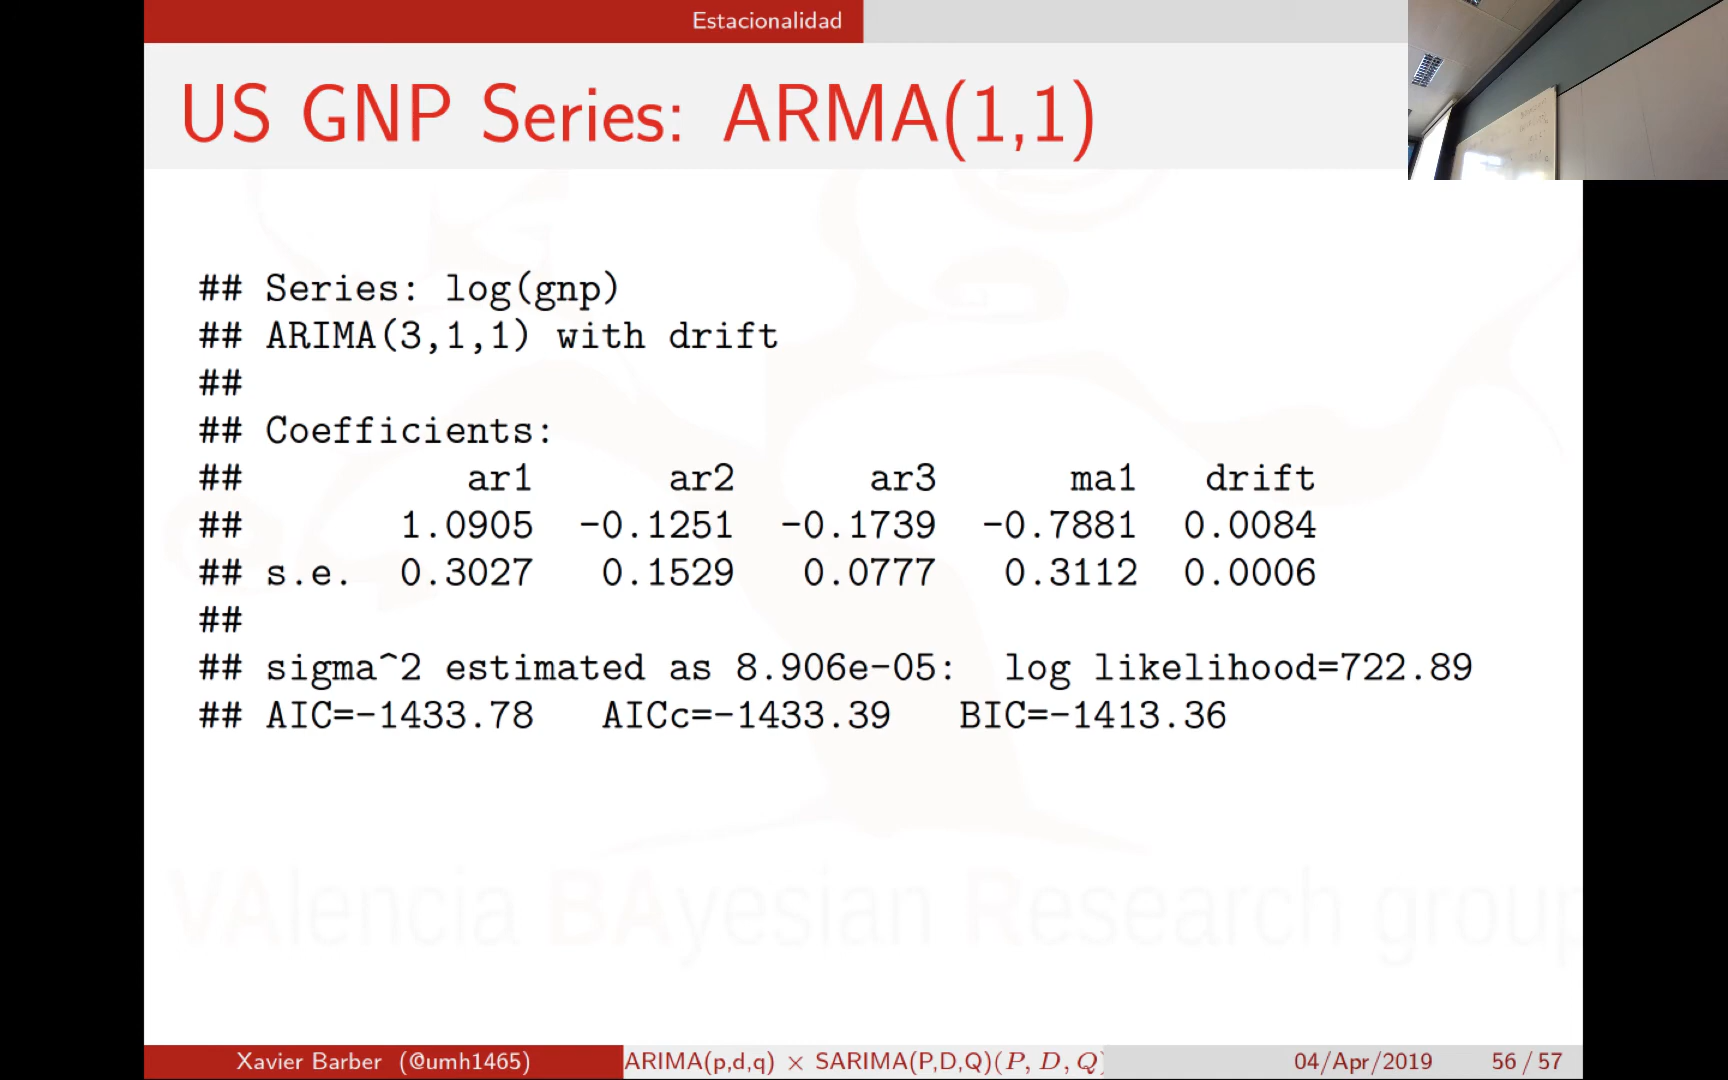 Estacionalidad
US GNP Series: ARMA(1,1)
## Series: log(gnp)
## ARIMA(3,1,1) with drift
##
## Coefficients:
## ar1 ar2 ar3 ma1 drift
## 1.0905 -0.1251 -0.1739 -0.7881 0.0084
## s.e. 0.3027 0.1529 0.0777 0.3112 0.0006
##
## sigma^2 estimated as 8.906e-05: log likelihood=722.89
## AIC=-1433.78 AICc=-1433.39 BIC=-1413.36
VAlencia BAyesian Research group
Xavier Barber (@umh1465) ARIMA(p,d,q) × SARIMA(P,D,Q)(P, D, Q) 04/Apr/2019 56 / 57